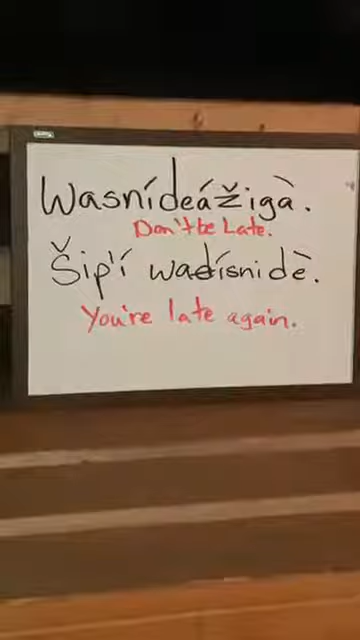 Wasnídeážigà.
Don't be Late.
Šip'í wadísnidè.
You're late again.